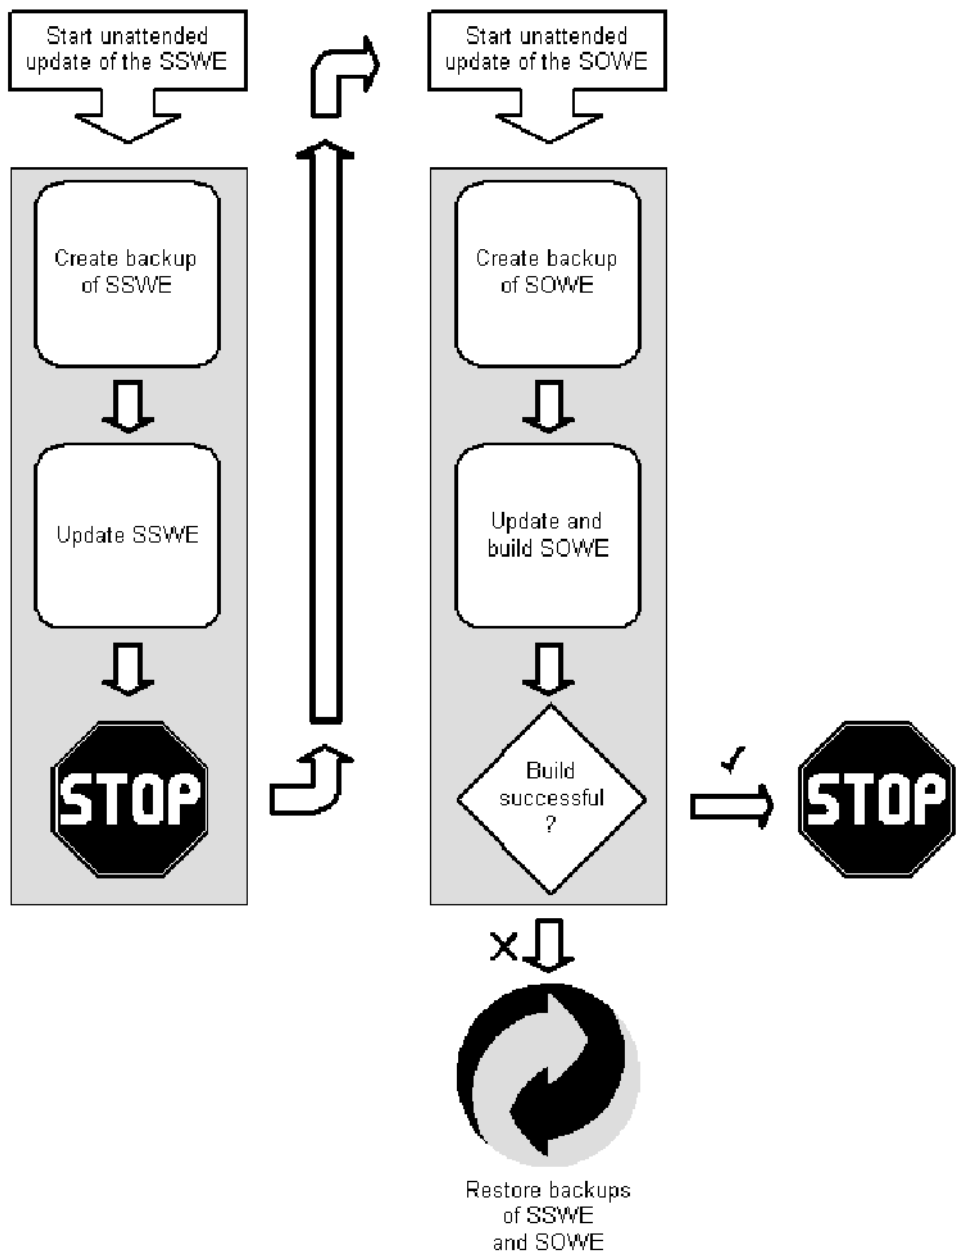 Start unattended
update of the SSWE
Create backup
of SSWE
Update SSWE
STOP
Start unattended
update of the SOWE
Create backup
of SOWE
Update and
build SOWE
Build
successful
?
STOP
Restore backups
of SSWE
and SOWE